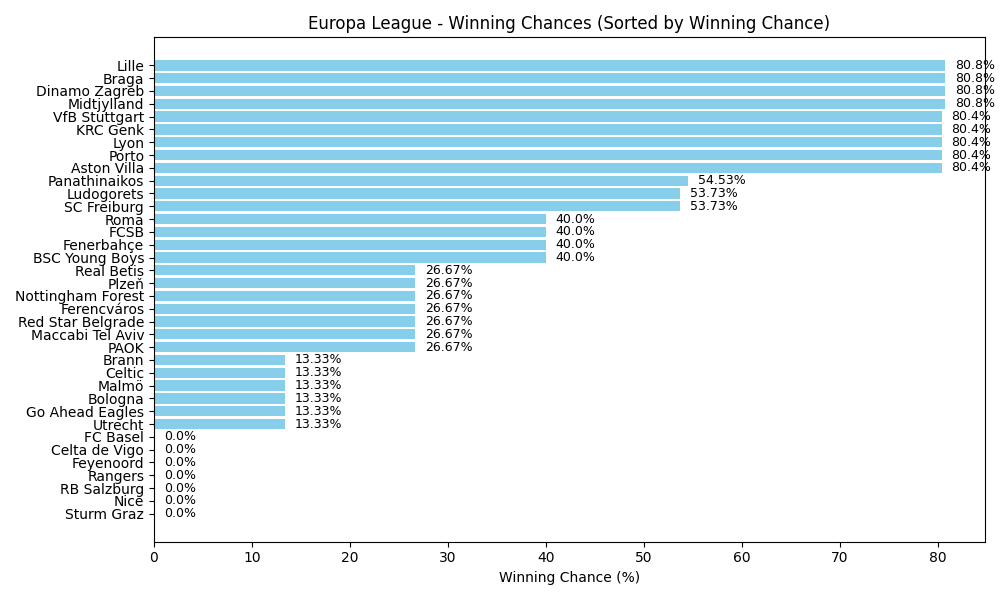 Europa League - Winning Chances (Sorted by Winning Chance)
Lille 80.8%
Braga 80.8%
Dinamo Zagreb 80.8%
Midtjylland 80.8%
VfB Stuttgart 80.4%
KRC Genk 80.4%
Lyon 80.4%
Porto 80.4%
Aston Villa 80.4%
Panathinaikos 54.53%
Ludogorets 53.73%
SC Freiburg 53.73%
Roma 40.0%
FCSB 40.0%
Fenerbahçe 40.0%
BSC Young Boys 40.0%
Real Betis 26.67%
Plzeň 26.67%
Nottingham Forest 26.67%
Ferencváros 26.67%
Red Star Belgrade 26.67%
Maccabi Tel Aviv 26.67%
PAOK 26.67%
Brann 13.33%
Celtic 13.33%
Malmö 13.33%
Bologna 13.33%
Go Ahead Eagles 13.33%
Utrecht 13.33%
FC Basel 0.0%
Celta de Vigo 0.0%
Feyenoord 0.0%
Rangers 0.0%
RB Salzburg 0.0%
Nice 0.0%
Sturm Graz 0.0%
0 10 20 30 40 50 60 70 80
Winning Chance (%)